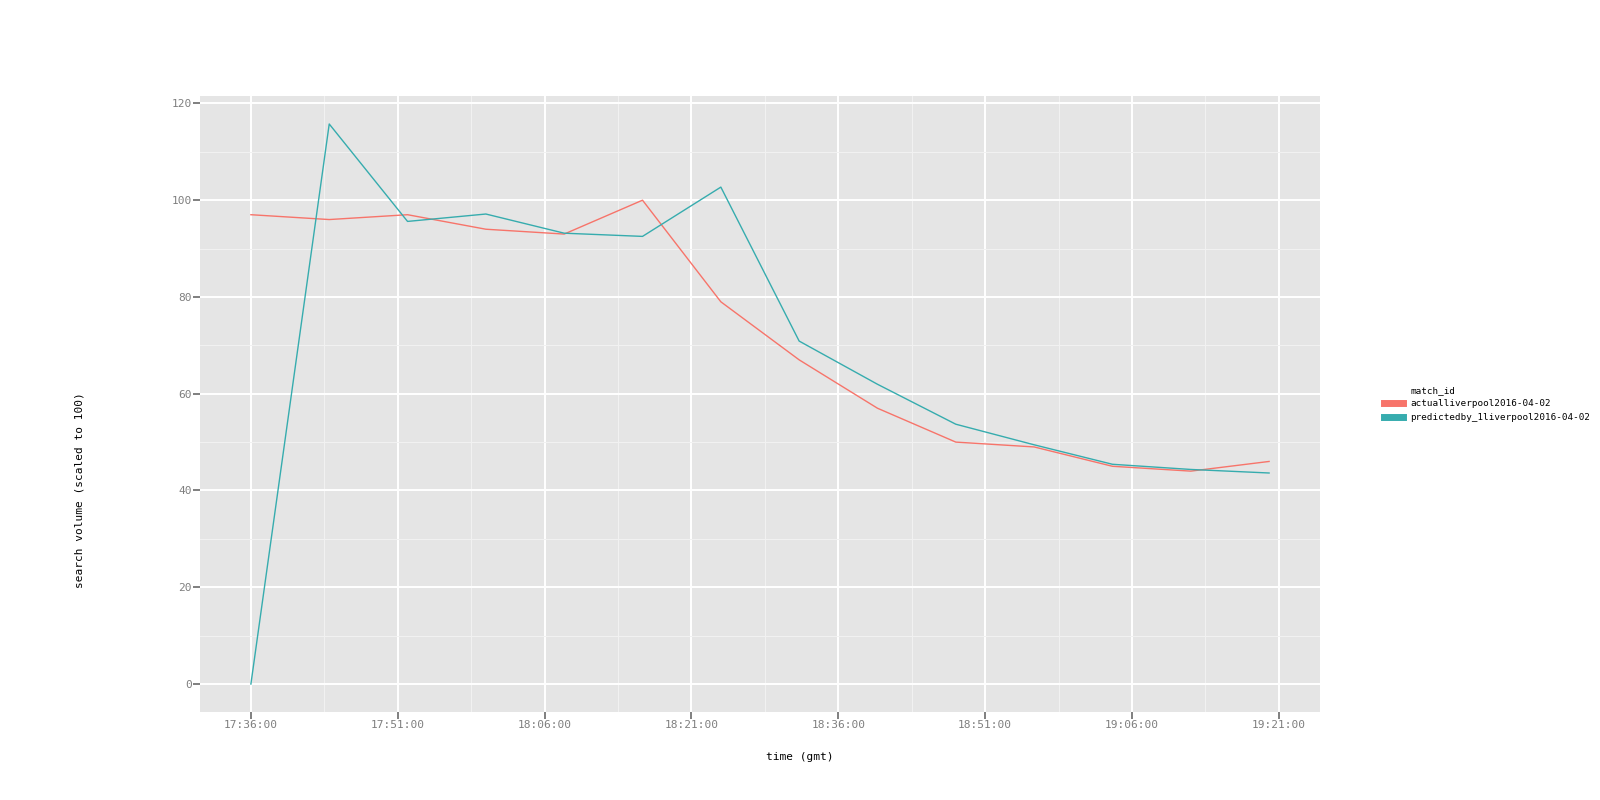 120
100
80
60
40
20
0
search volume (scaled to 100)
17:36:00 17:51:00 18:06:00 18:21:00 18:36:00 18:51:00 19:06:00 19:21:00
time (gmt)
match_id
actualliverpool2016-04-02
predictedby_1liverpool2016-04-02